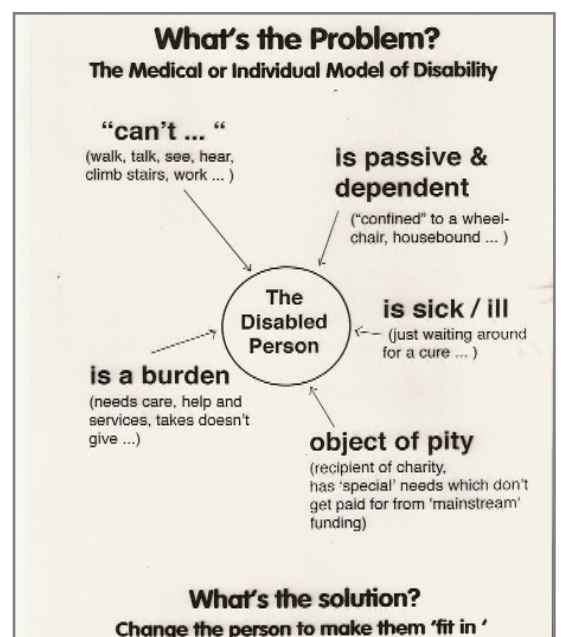 What's the Problem?
The Medical or Individual Model of Disability
"can't ... "
(walk, talk, see, hear,
climb stairs, work ... )
is passive &
dependent
("confined" to a wheel-
chair, housebound ... )
The
Disabled
Person
is sick / ill
(just waiting around
for a cure ... )
is a burden
(needs care, help and
services, takes doesn't
give ...)
object of pity
(recipient of charity,
has 'special' needs which don't
get paid for from 'mainstream'
funding)
What's the solution?
Change the person to make them 'fit in '